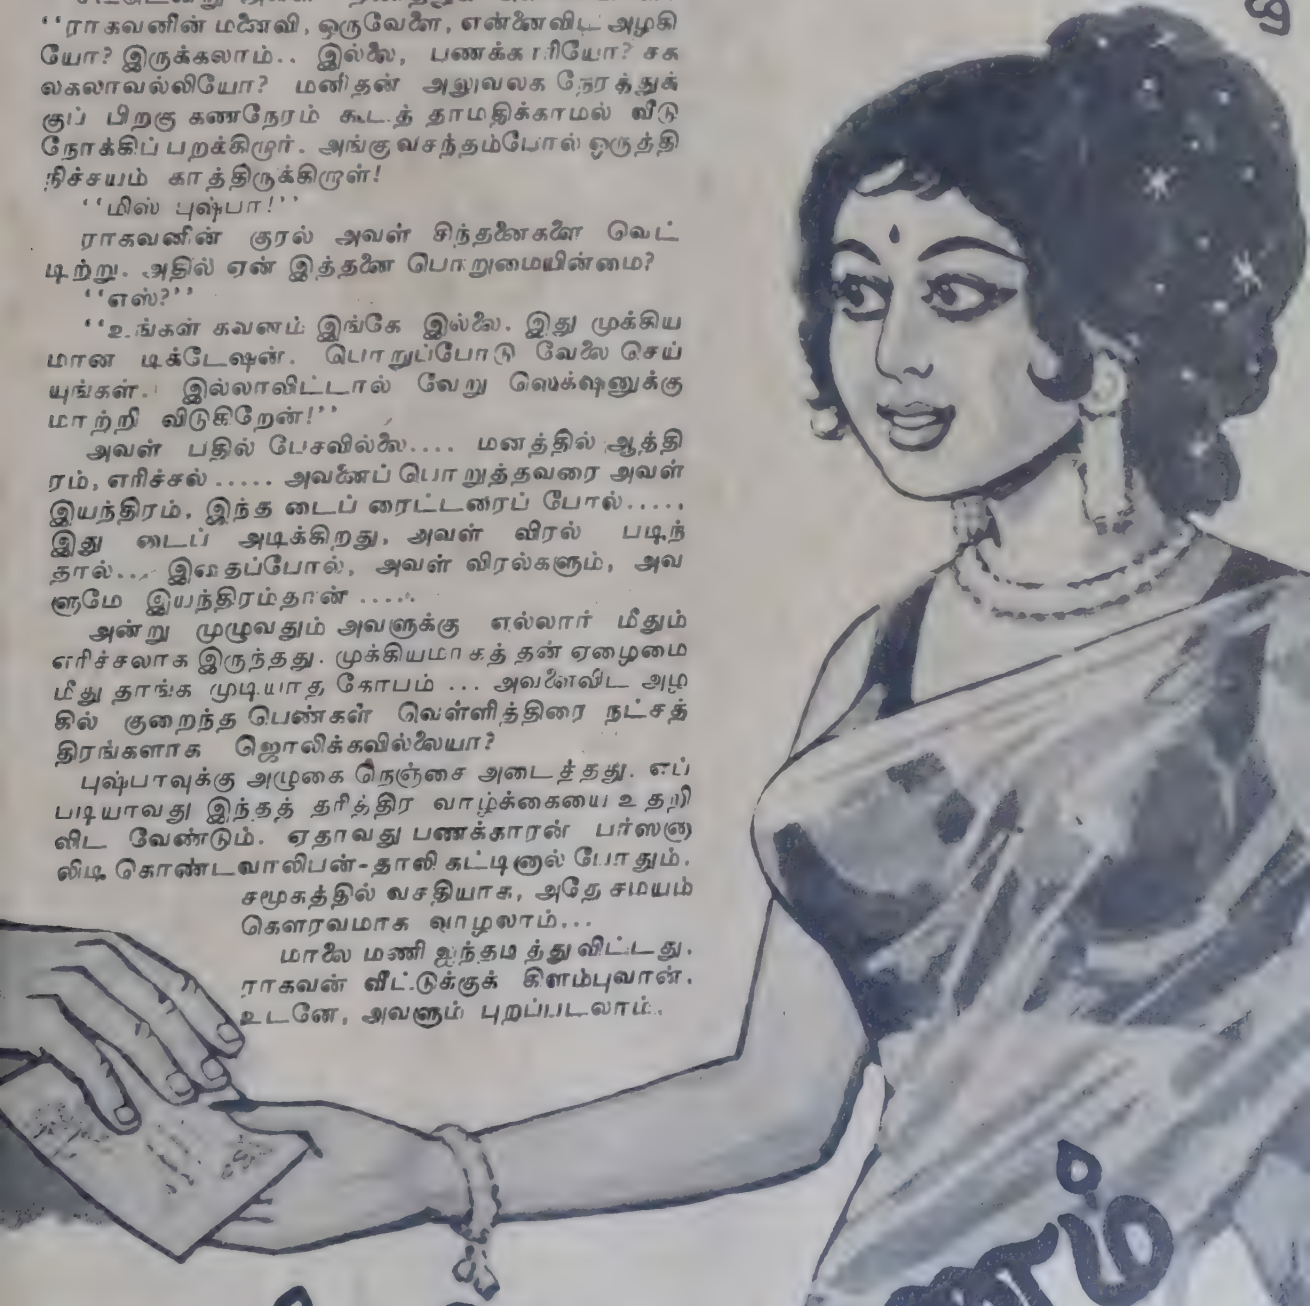 ''ராகவனின் மனைவி, ஒருவேளை, என்னைவிட அழகி
யோ? இருக்கலாம்.. இல்லை, பணக்காரியோ? சக
லகலாவல்லியோ? மனிதன் அலுவலக நேரத்துக்
குப் பிறகு கணநேரம் கூடத் தாமதிக்காமல் வீடு
நோக்கிப் பறக்கிறார். அங்கு வசந்தம்போல் ஒருத்தி
நிச்சயம் காத்திருக்கிறாள்!
''மிஸ் புஷ்பா!''
ராகவனின் குரல் அவள் சிந்தனைகளை வெட்
டிற்று. அதில் ஏன் இத்தனை பொறுமையின்மை?
''எஸ்?''
''உங்கள் கவனம் இங்கே இல்லை. இது முக்கிய
மான டிக்டேஷன். பொறுப்போடு வேலை செய்
யுங்கள். இல்லாவிட்டால் வேறு ஸெக்ஷனுக்கு
மாற்றி விடுகிறேன்!''
அவள் பதில் பேசவில்லை.... மனத்தில் ஆத்தி
ரம், எரிச்சல் ..... அவனைப் பொறுத்தவரை அவள்
இயந்திரம், இந்த டைப் ரைட்டரைப் போல்.....
இது டைப் அடிக்கிறது, அவள் விரல் படிந்
தால்... இதைப்போல், அவள் விரல்களும், அவ
ளுமே இயந்திரம்தான் .....
அன்று முழுவதும் அவளுக்கு எல்லார் மீதும்
எரிச்சலாக இருந்தது. முக்கியமாகத் தன் ஏழைமை
மீது தாங்க முடியாத கோபம் ... அவளைவிட அழ
கில் குறைந்த பெண்கள் வெள்ளித்திரை நட்சத்
திரங்களாக ஜொலிக்கவில்லையா?
புஷ்பாவுக்கு அழுகை நெஞ்சை அடைத்தது. எப்
படியாவது இந்தத் தரித்திர வாழ்க்கையை உதறி
விட வேண்டும். ஏதாவது பணக்காரன் பர்ஸனா
லிடி கொண்ட வாலிபன்-தாலி கட்டினால் போதும்.
சமூகத்தில் வசதியாக, அதே சமயம்
கௌரவமாக வாழலாம்...
மாலை மணி ஐந்தடித்து விட்டது.
ராகவன் வீட்டுக்குக் கிளம்புவான்.
உடனே, அவளும் புறப்படலாம்.